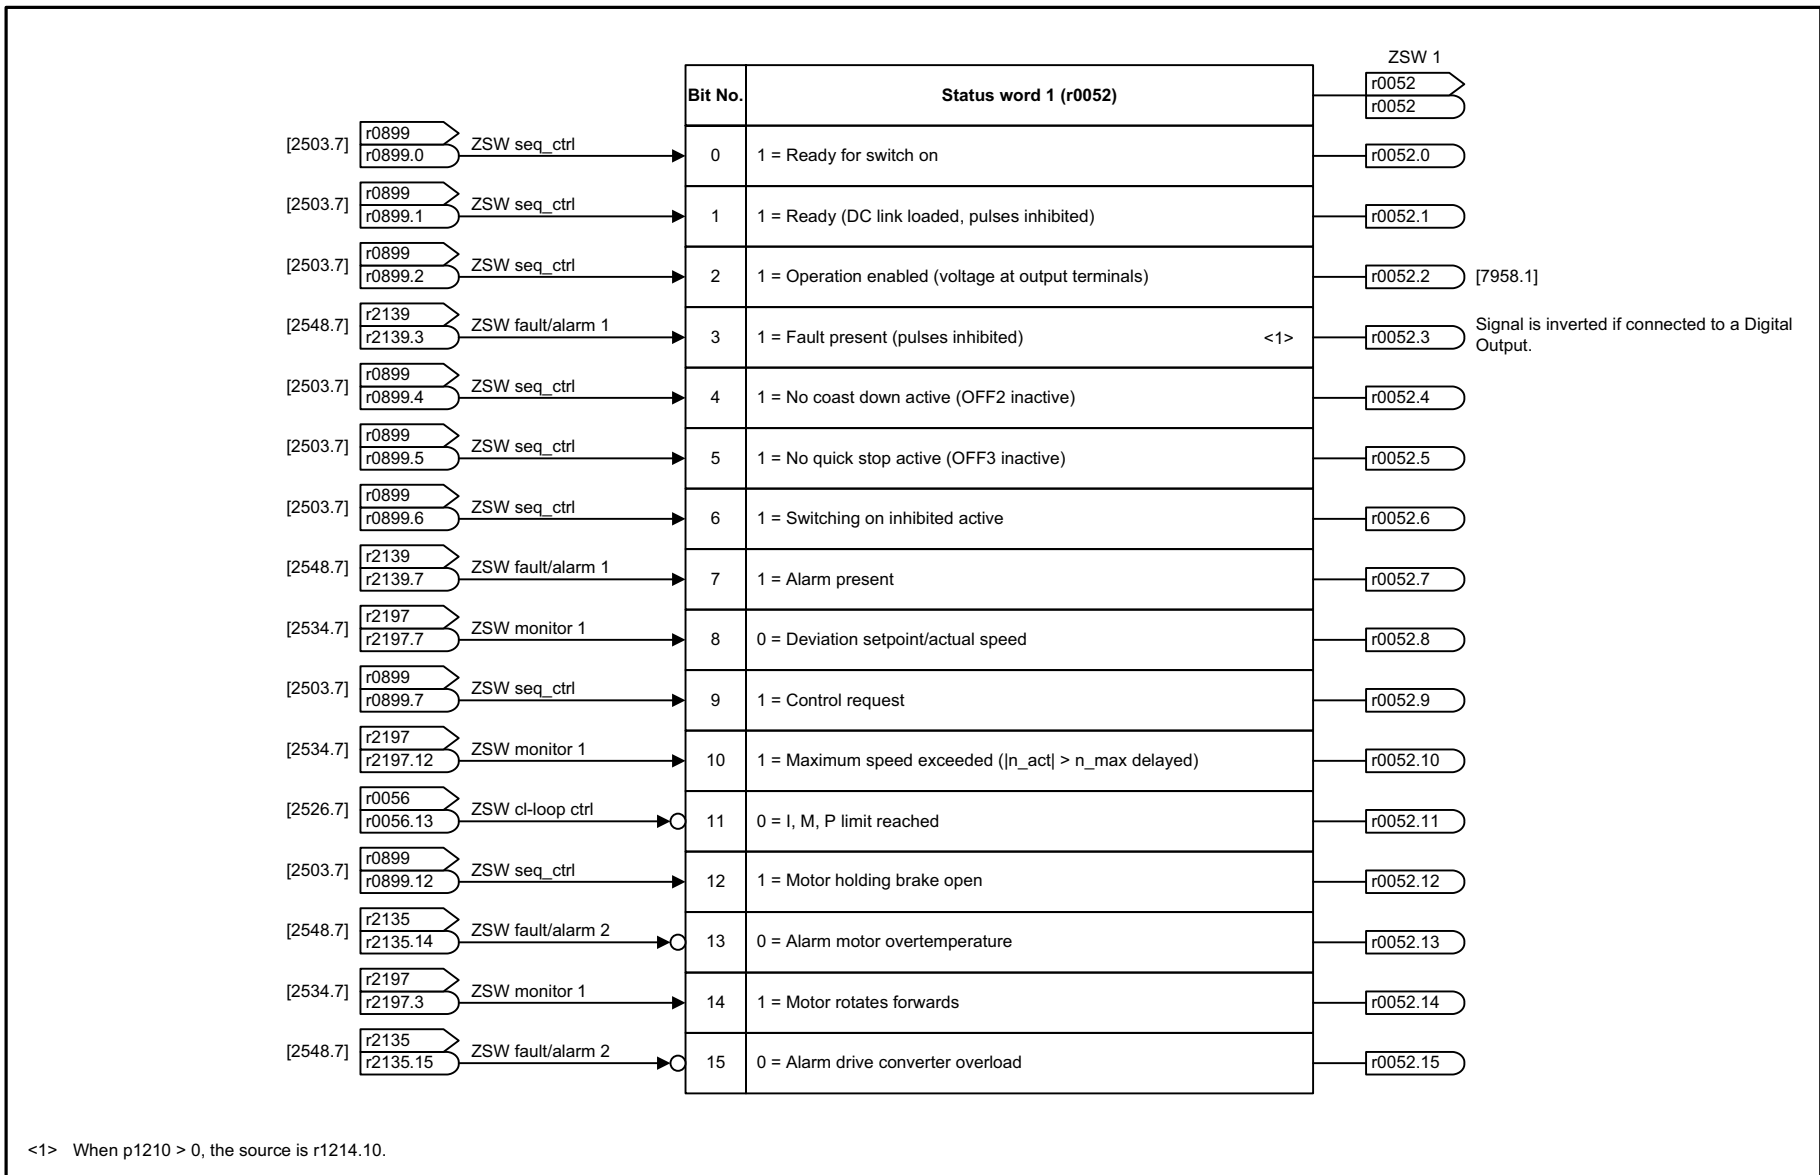 ZSW 1
Bit No. Status word 1 (r0052) r0052
r0052
r0899
[2503.7] r0899.0 ZSW seq_ctrl 0 1 = Ready for switch on r0052.0
r0899
[2503.7] r0899.1 ZSW seq_ctrl 1 1 = Ready (DC link loaded, pulses inhibited) r0052.1
r0899
[2503.7] r0899.2 ZSW seq_ctrl 2 1 = Operation enabled (voltage at output terminals) r0052.2 [7958.1]
r2139
[2548.7] r2139.3 ZSW fault/alarm 1 3 1 = Fault present (pulses inhibited) <1> r0052.3 Signal is inverted if connected to a Digital
Output.
r0899
[2503.7] r0899.4 ZSW seq_ctrl 4 1 = No coast down active (OFF2 inactive) r0052.4
r0899
[2503.7] r0899.5 ZSW seq_ctrl 5 1 = No quick stop active (OFF3 inactive) r0052.5
r0899
[2503.7] r0899.6 ZSW seq_ctrl 6 1 = Switching on inhibited active r0052.6
r2139
[2548.7] r2139.7 ZSW fault/alarm 1 7 1 = Alarm present r0052.7
r2197
[2534.7] r2197.7 ZSW monitor 1 8 0 = Deviation setpoint/actual speed r0052.8
r0899
[2503.7] r0899.7 ZSW seq_ctrl 9 1 = Control request r0052.9
r2197
[2534.7] r2197.12 ZSW monitor 1 10 1 = Maximum speed exceeded (|n_act| > n_max delayed) r0052.10
r0056
[2526.7] r0056.13 ZSW cl-loop ctrl 11 0 = I, M, P limit reached r0052.11
r0899
[2503.7] r0899.12 ZSW seq_ctrl 12 1 = Motor holding brake open r0052.12
r2135
[2548.7] r2135.14 ZSW fault/alarm 2 13 0 = Alarm motor overtemperature r0052.13
r2197
[2534.7] r2197.3 ZSW monitor 1 14 1 = Motor rotates forwards r0052.14
r2135
[2548.7] r2135.15 ZSW fault/alarm 2 15 0 = Alarm drive converter overload r0052.15
<1> When p1210 > 0, the source is r1214.10.